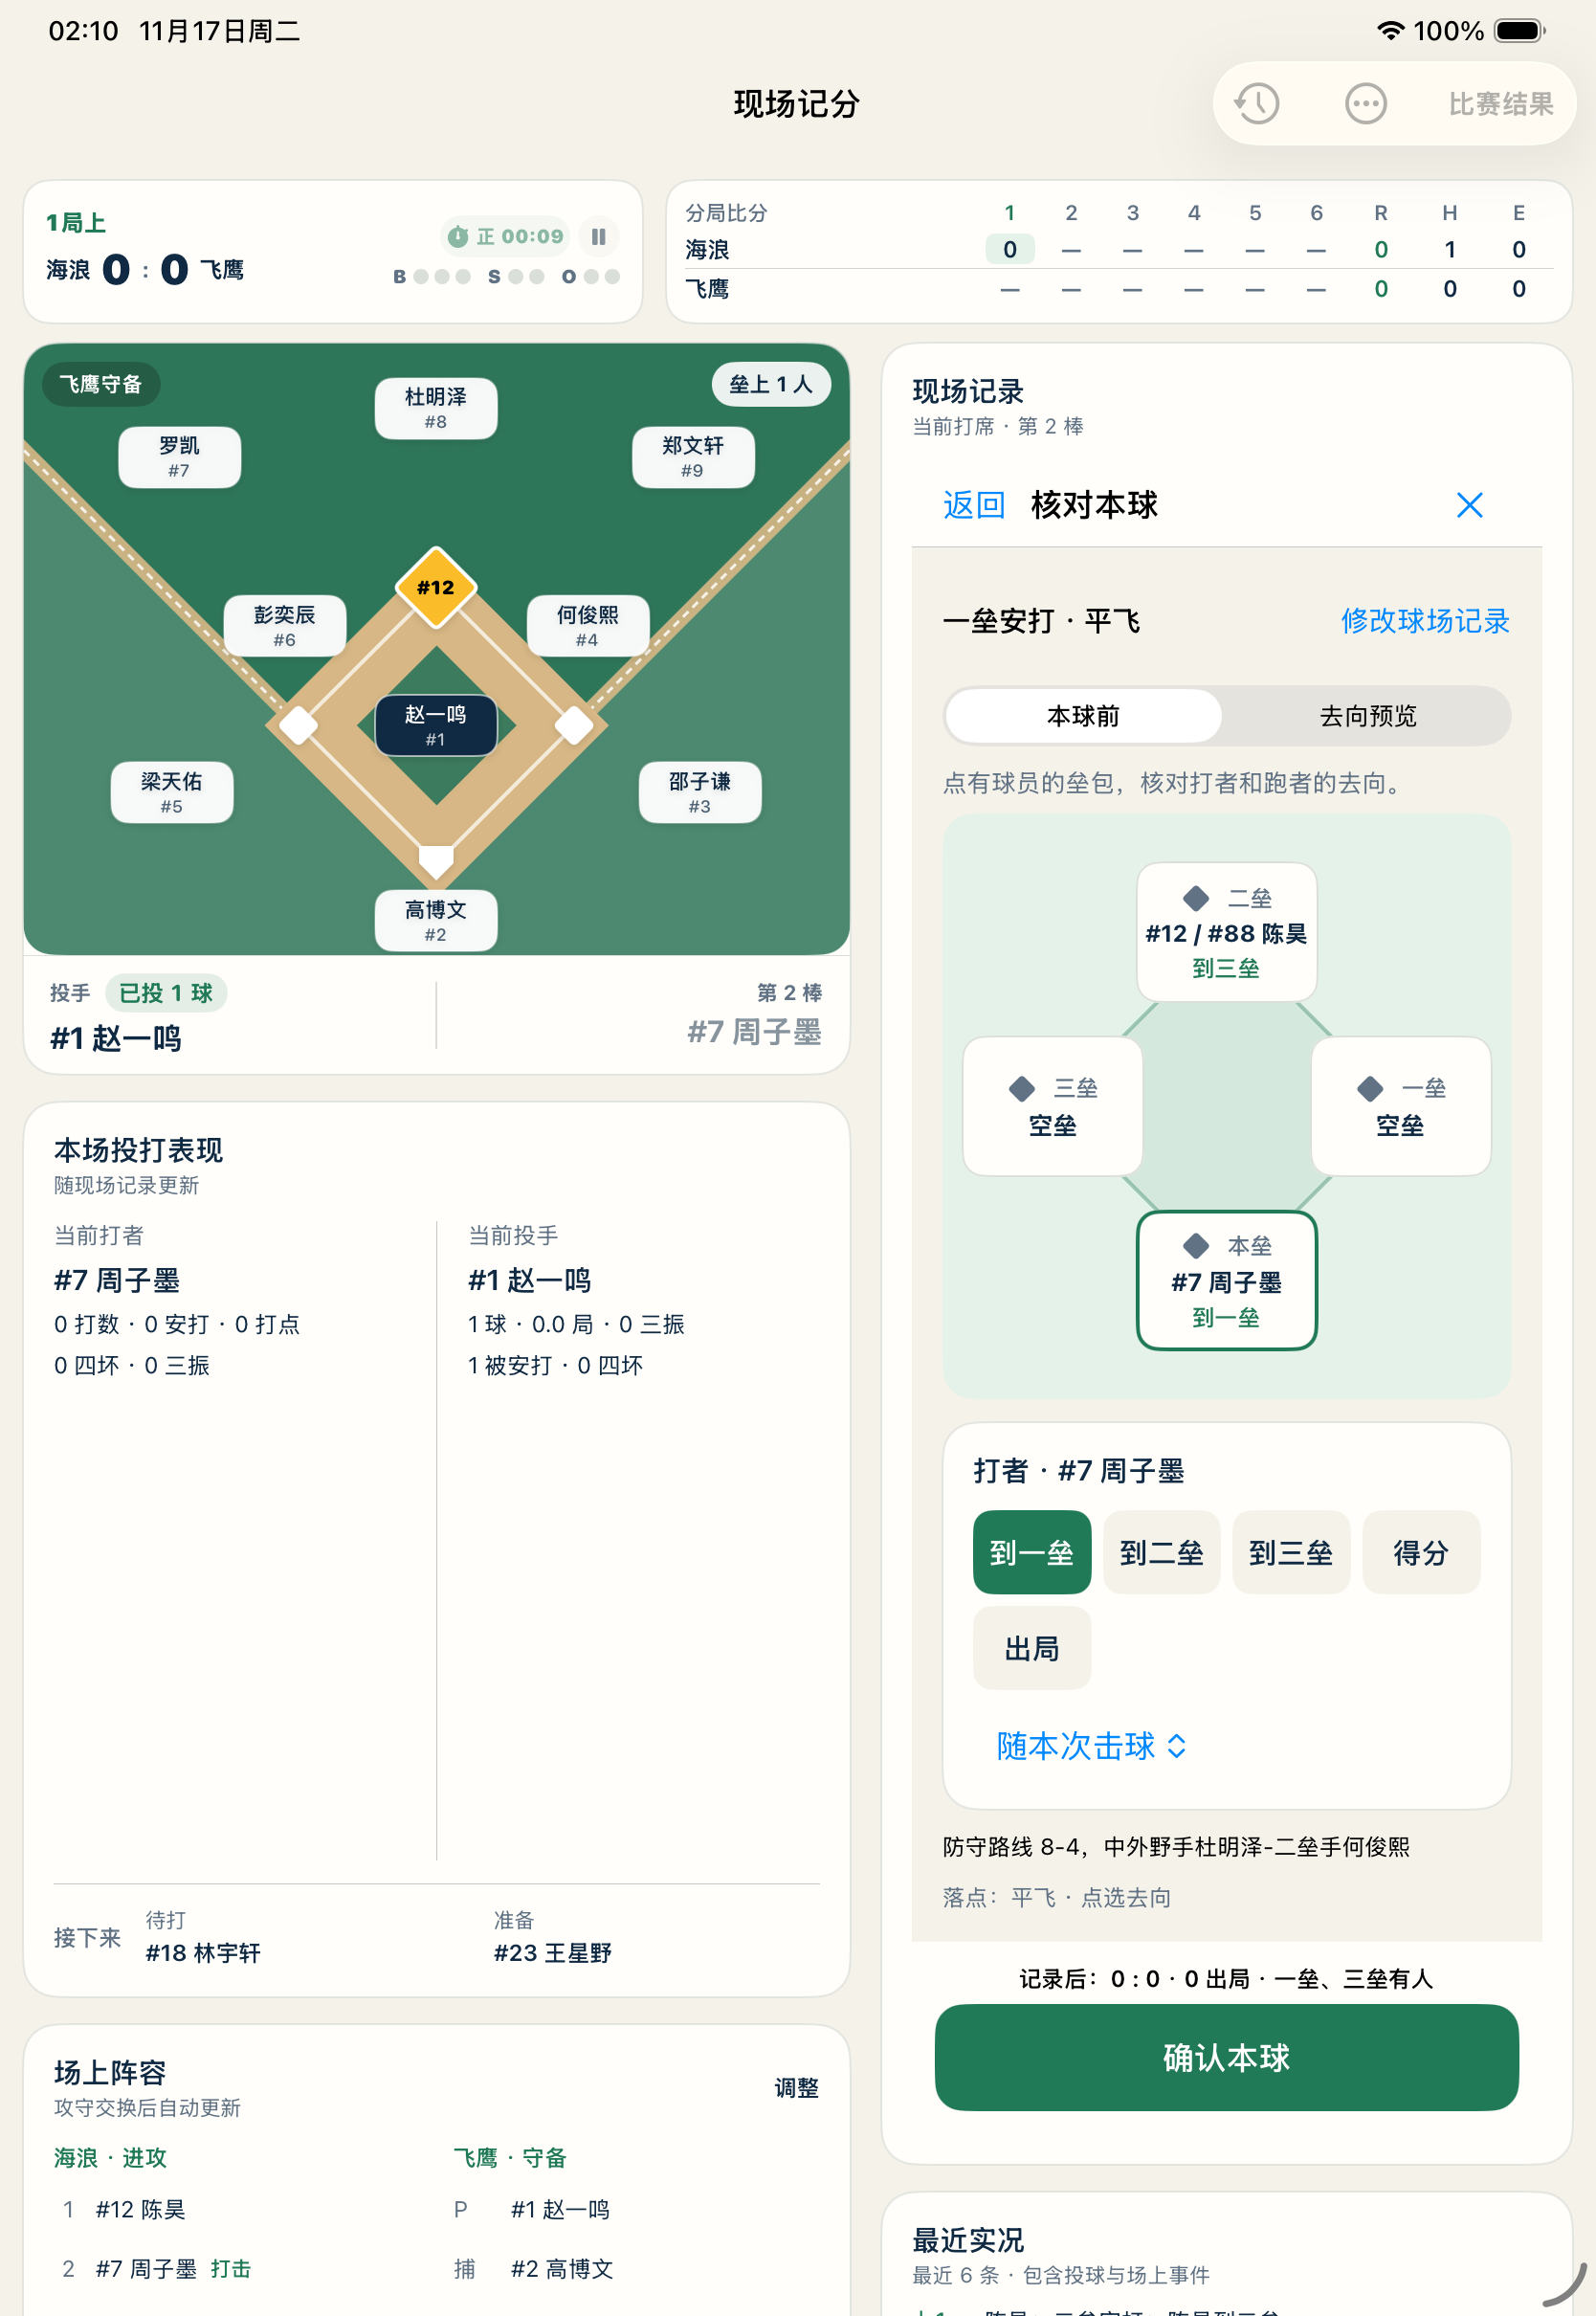 02:10 11月17日周二
100%
现场记分
比赛结果
1局上
正 00:09
海浪 0 : 0 飞鹰
B S O
分局比分 1 2 3 4 5 6 R H E
海浪 0 — — — — — 0 1 0
飞鹰 — — — — — — 0 0 0
飞鹰守备
垒上 1 人
杜明泽
#8
罗凯
#7
郑文轩
#9
#12
彭奕辰
#6
何俊熙
#4
赵一鸣
#1
梁天佑
#5
邵子谦
#3
高博文
#2
投手 已投 1 球
#1 赵一鸣
第 2 棒
#7 周子墨
本场投打表现
随现场记录更新
当前打者
#7 周子墨
0 打数 · 0 安打 · 0 打点
0 四坏 · 0 三振
当前投手
#1 赵一鸣
1 球 · 0.0 局 · 0 三振
1 被安打 · 0 四坏
接下来
待打
#18 林宇轩
准备
#23 王星野
场上阵容
攻守交换后自动更新
调整
海浪 · 进攻
1 #12 陈昊
2 #7 周子墨 打击
飞鹰 · 守备
P #1 赵一鸣
捕 #2 高博文
现场记录
当前打席 · 第 2 棒
返回 核对本球
一垒安打 · 平飞
修改球场记录
本球前
去向预览
点有球员的垒包，核对打者和跑者的去向。
二垒
#12 / #88 陈昊
到三垒
三垒
空垒
一垒
空垒
本垒
#7 周子墨
到一垒
打者 · #7 周子墨
到一垒 到二垒 到三垒 得分
出局
随本次击球
防守路线 8-4，中外野手杜明泽-二垒手何俊熙
落点：平飞 · 点选去向
记录后：0 : 0 · 0 出局 · 一垒、三垒有人
确认本球
最近实况
最近 6 条 · 包含投球与场上事件